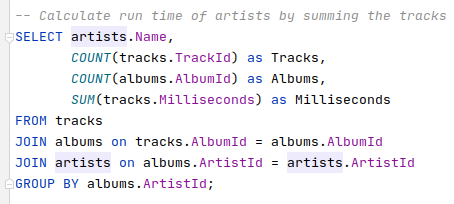 -- Calculate run time of artists by summing the tracks
SELECT artists.Name,
       COUNT(tracks.TrackId) as Tracks,
       COUNT(albums.AlbumId) as Albums,
       SUM(tracks.Milliseconds) as Milliseconds
FROM tracks
JOIN albums on tracks.AlbumId = albums.AlbumId
JOIN artists on albums.ArtistId = artists.ArtistId
GROUP BY albums.ArtistId;